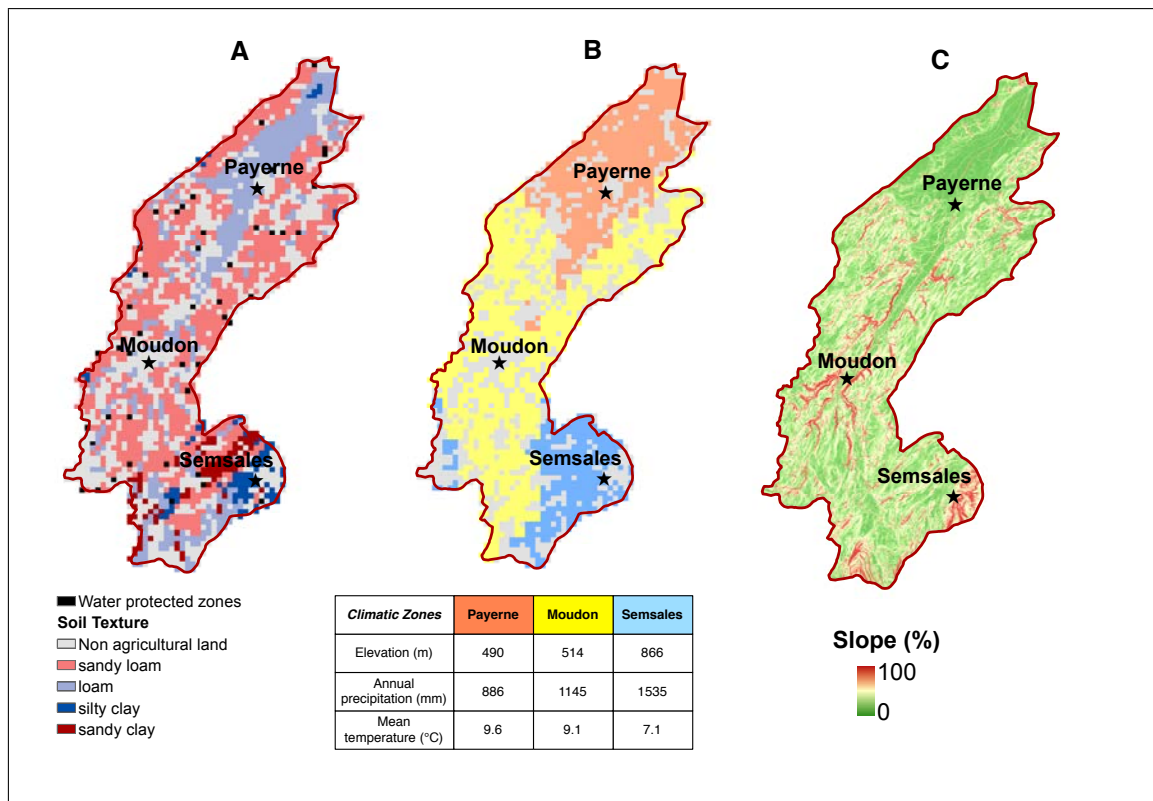 A
B
C
Payerne
Moudon
Semsales
Payerne
Moudon
Semsales
Payerne
Moudon
Semsales
Water protected zones
Soil Texture
Non agricultural land
sandy loam
loam
silty clay
sandy clay
Climatic Zones Payerne Moudon Semsales
Elevation (m) 490 514 866
Annual
precipitation (mm) 886 1145 1535
Mean
temperature (°C) 9.6 9.1 7.1
Slope (%)
100
0